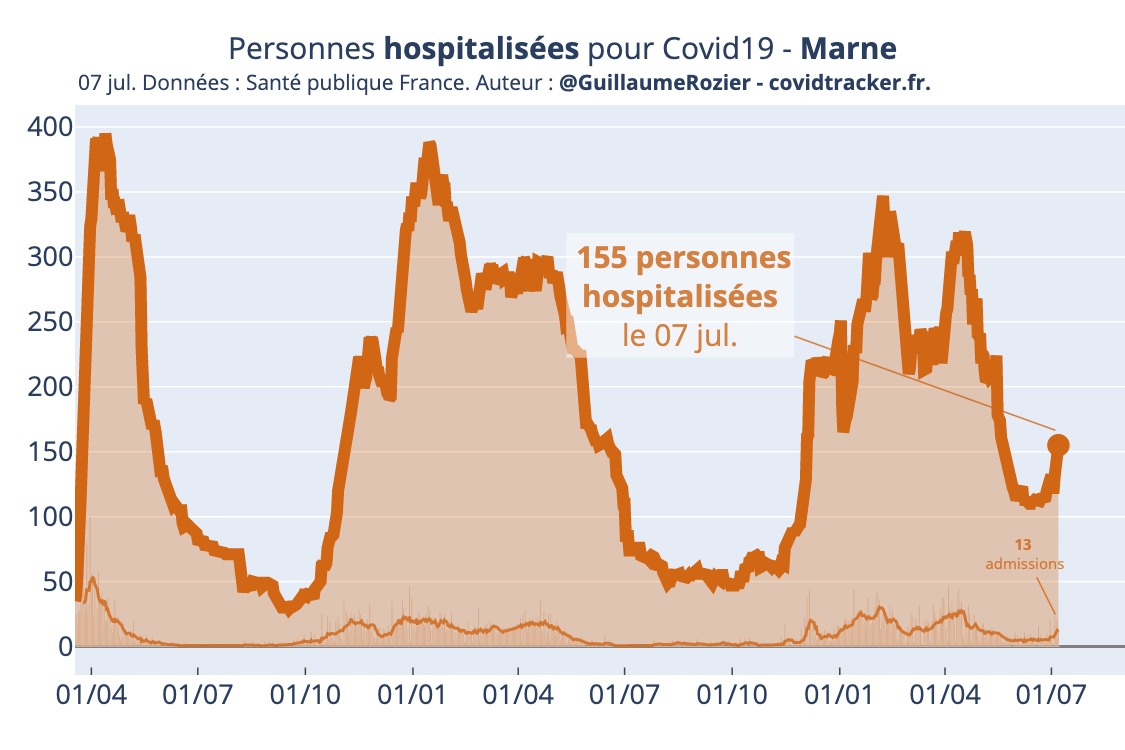 Personnes hospitalisées pour Covid19 - Marne
07 jul. Données : Santé publique France. Auteur : @GuillaumeRozier - covidtracker.fr.
400
350
300
250
200
150
100
50
0
155 personnes
hospitalisées
le 07 jul.
13
admissions
01/04 01/07 01/10 01/01 01/04 01/07 01/10 01/01 01/04 01/07